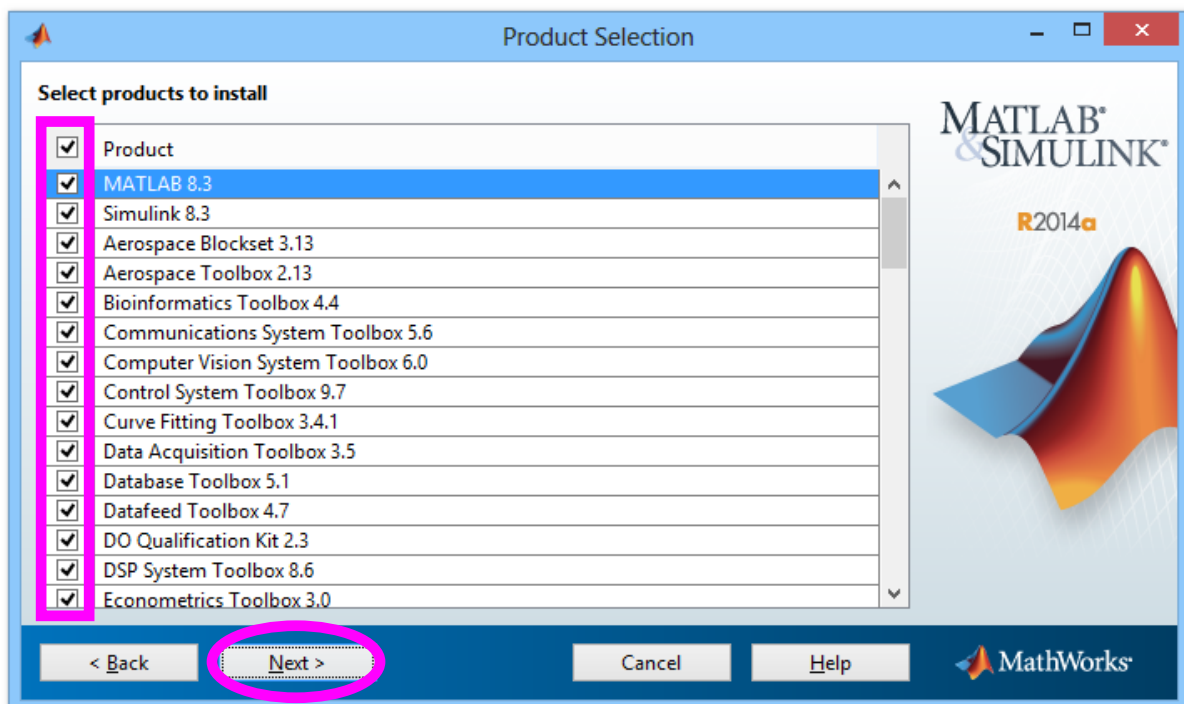 Product Selection
Select products to install
Product
MATLAB 8.3
Simulink 8.3
Aerospace Blockset 3.13
Aerospace Toolbox 2.13
Bioinformatics Toolbox 4.4
Communications System Toolbox 5.6
Computer Vision System Toolbox 6.0
Control System Toolbox 9.7
Curve Fitting Toolbox 3.4.1
Data Acquisition Toolbox 3.5
Database Toolbox 5.1
Datafeed Toolbox 4.7
DO Qualification Kit 2.3
DSP System Toolbox 8.6
Econometrics Toolbox 3.0
MATLAB®
&SIMULINK®
R2014a
< Back
Next >
Cancel
Help
MathWorks®